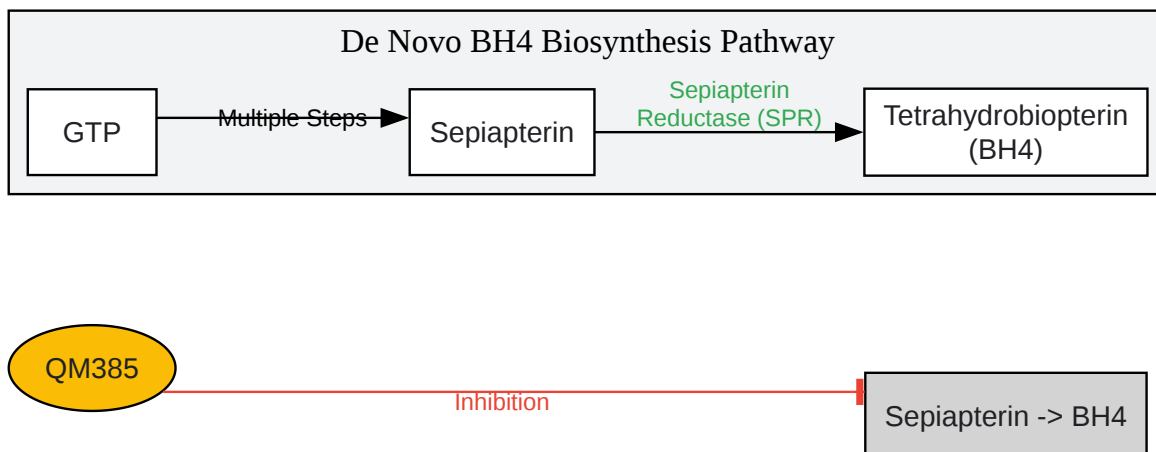 De Novo BH4 Biosynthesis Pathway
GTP
Multiple Steps
Sepiapterin
Sepiapterin
Reductase (SPR)
Tetrahydrobiopterin
(BH4)
QM385
Inhibition
Sepiapterin -> BH4